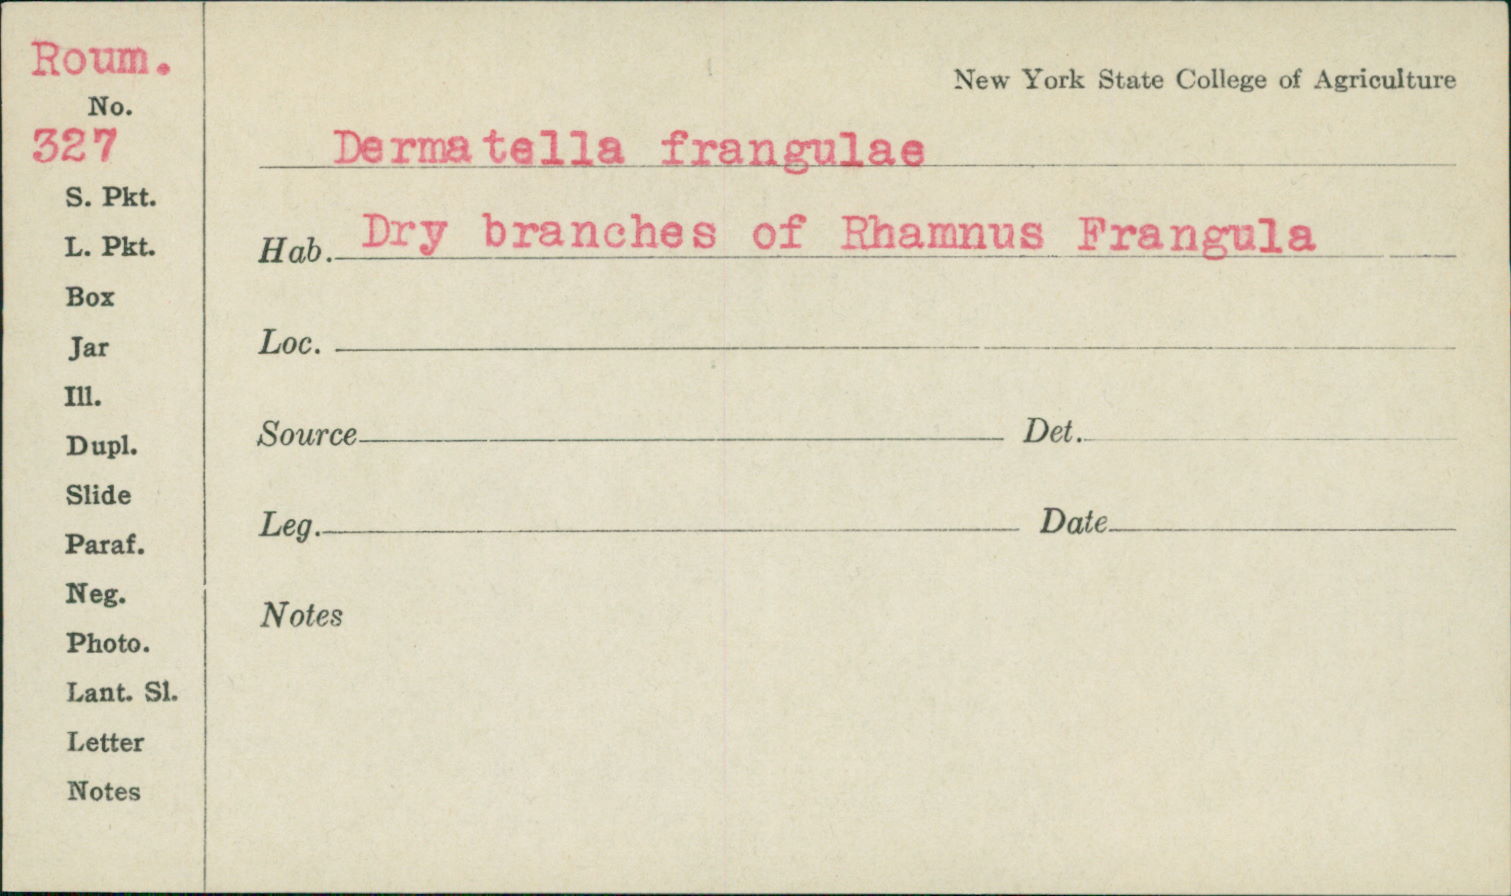 Roum.
No.
327
S. Pkt.
L. Pkt.
Box
Jar
Ill.
Dupl.
Slide
Paraf.
Neg.
Photo.
Lant. Sl.
Letter
Notes
New York State College of Agriculture
Dermatella frangulae
Hab. Dry branches of Rhamnus Frangula
Loc.
Source Det.
Leg. Date
Notes